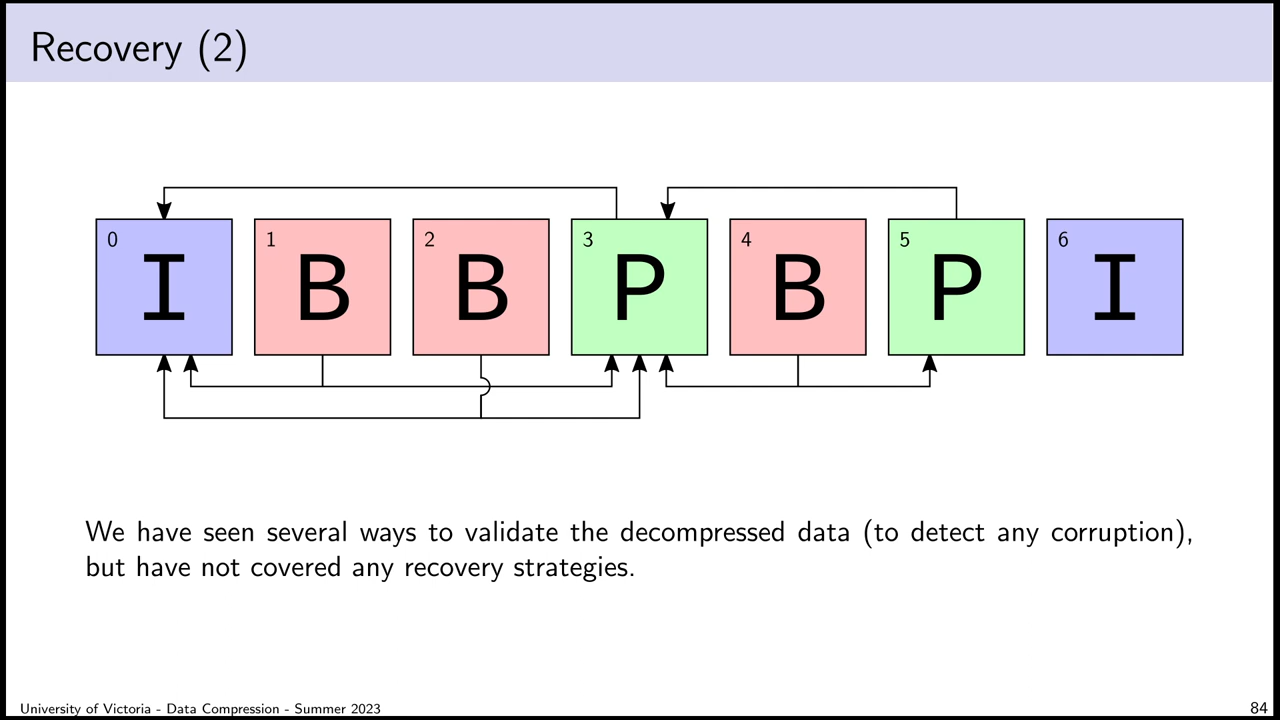 Recovery (2)
0 1 2 3 4 5 6
I B B P B P I
We have seen several ways to validate the decompressed data (to detect any corruption),
but have not covered any recovery strategies.
University of Victoria - Data Compression - Summer 2023 84